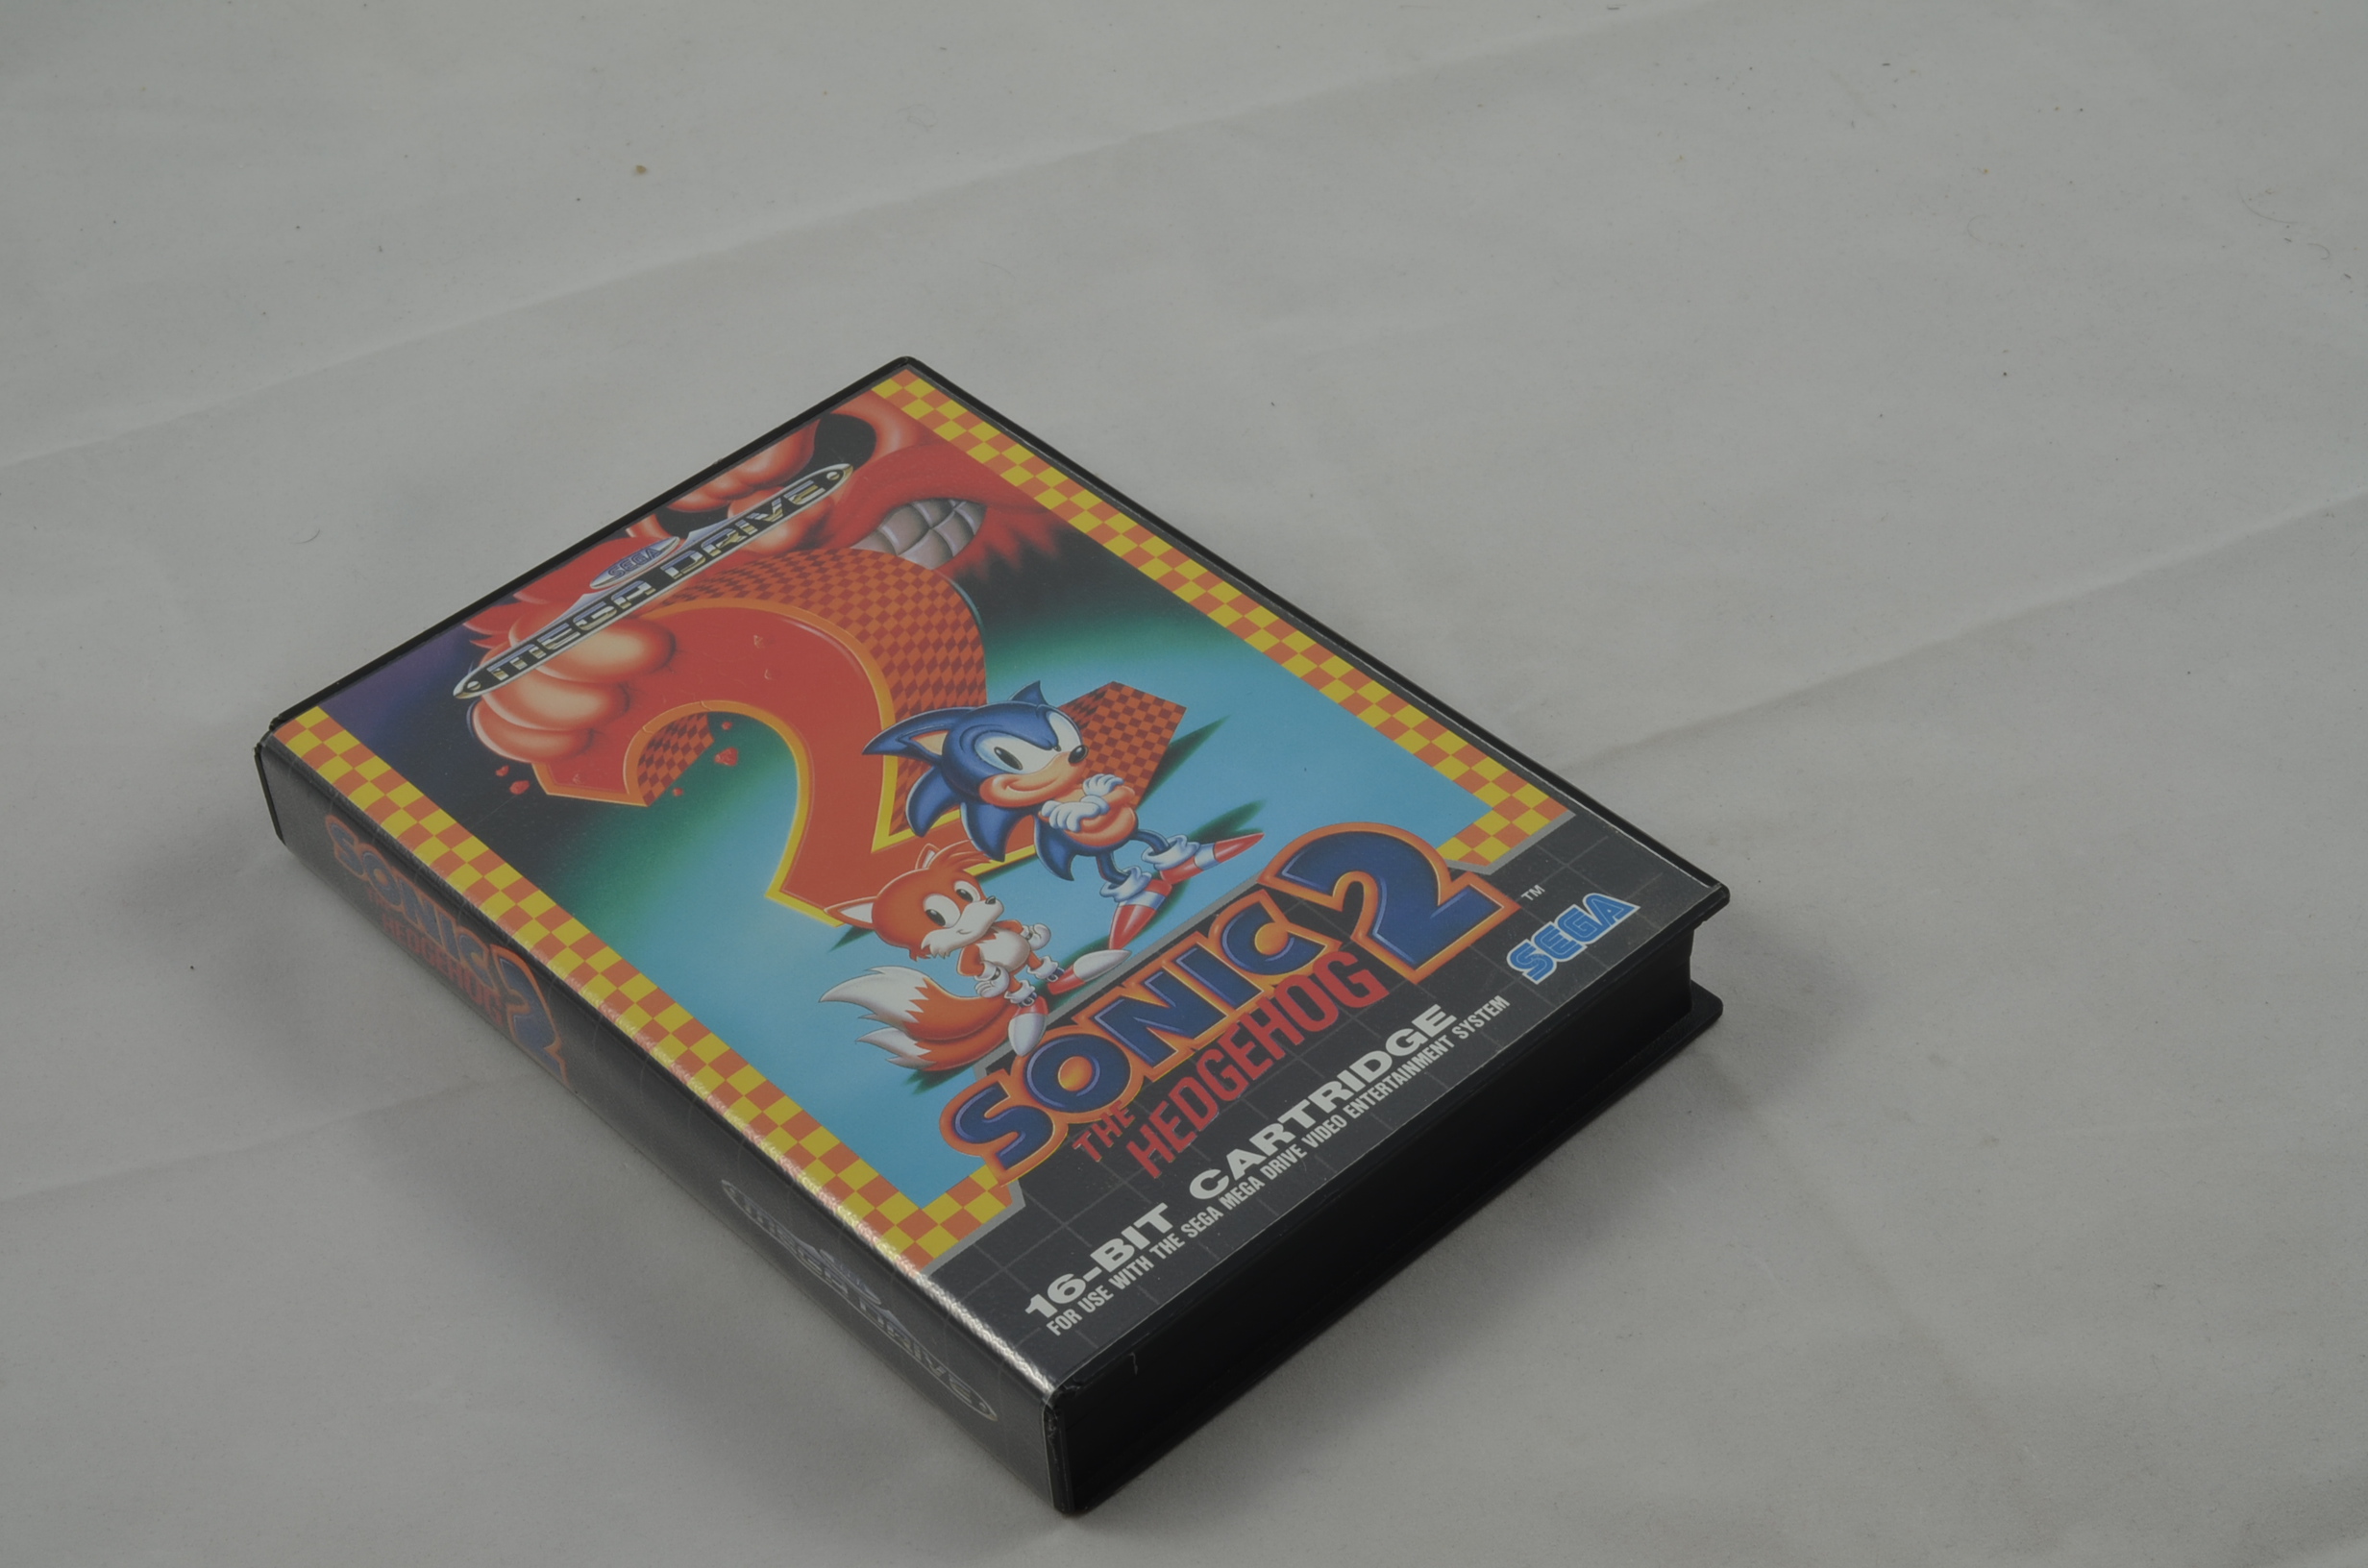 SEGA
MEGA DRIVE
2
SONIC 2
THE
HEDGEHOG
TM
SEGA
16-BIT CARTRIDGE
FOR USE WITH THE SEGA MEGA DRIVE VIDEO ENTERTAINMENT SYSTEM
SONIC 2
HEDGEHOG
MEGA DRIVE